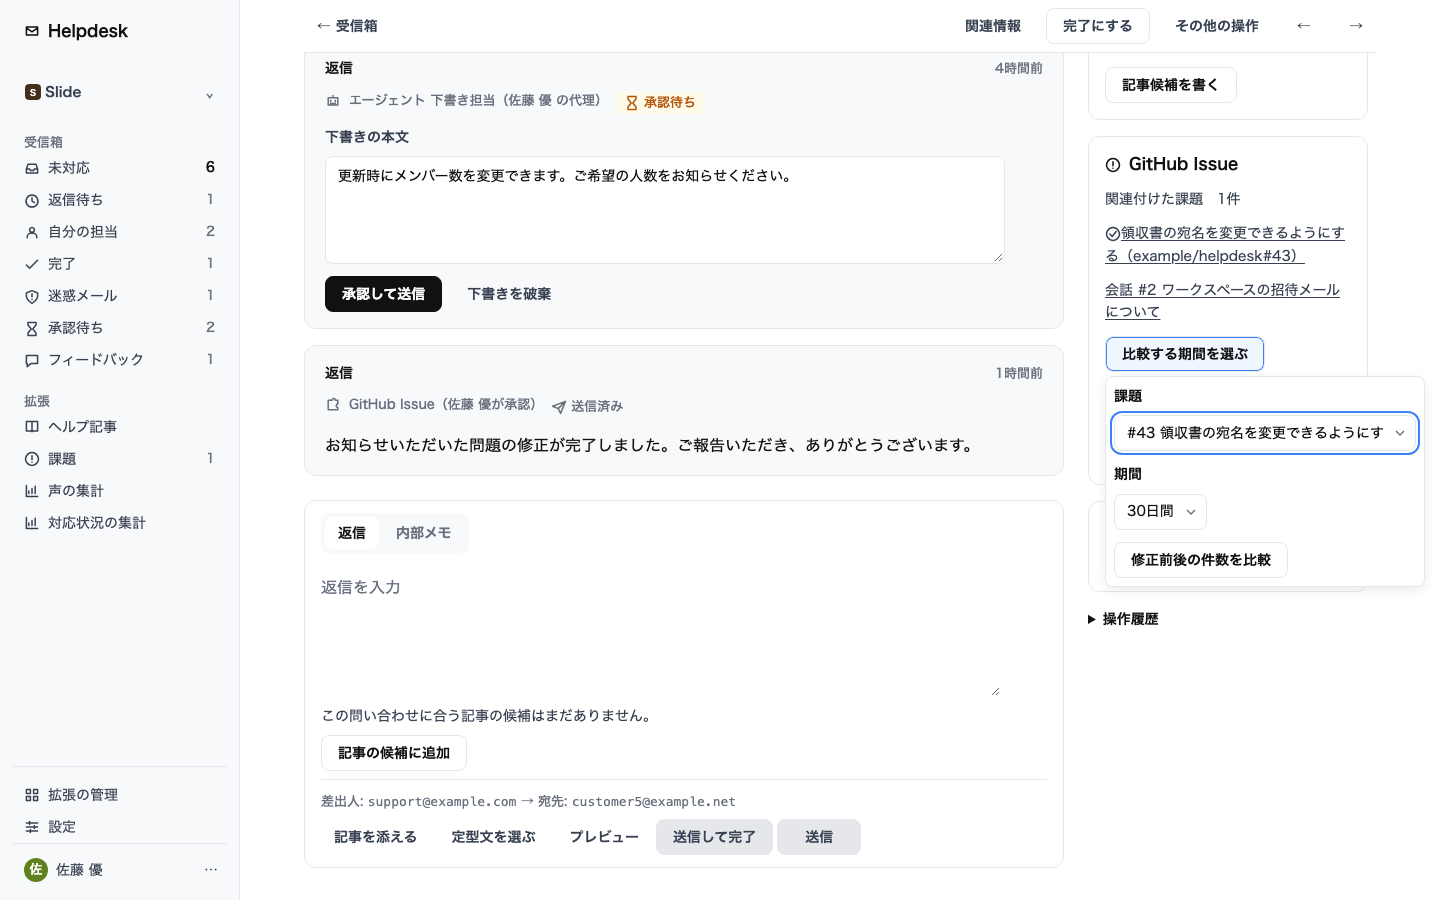 Helpdesk
S Slide
受信箱
未対応 6
返信待ち 1
自分の担当 2
完了 1
迷惑メール 1
承認待ち 2
フィードバック 1
拡張
ヘルプ記事
課題 1
声の集計
対応状況の集計
拡張の管理
設定
佐 佐藤 優 …
← 受信箱
関連情報 完了にする その他の操作 ← →
返信 4時間前
エージェント 下書き担当（佐藤 優 の代理） 承認待ち
下書きの本文
更新時にメンバー数を変更できます。ご希望の人数をお知らせください。
承認して送信 下書きを破棄
返信 1時間前
GitHub Issue（佐藤 優が承認） 送信済み
お知らせいただいた問題の修正が完了しました。ご報告いただき、ありがとうございます。
返信 内部メモ
返信を入力
この問い合わせに合う記事の候補はまだありません。
記事の候補に追加
差出人: support@example.com → 宛先: customer5@example.net
記事を添える 定型文を選ぶ プレビュー 送信して完了 送信
記事候補を書く
GitHub Issue
関連付けた課題 1件
領収書の宛名を変更できるようにす
る（example/helpdesk#43）
会話 #2 ワークスペースの招待メール
について
比較する期間を選ぶ
課題
#43 領収書の宛名を変更できるようにす
期間
30日間
修正前後の件数を比較
▶ 操作履歴